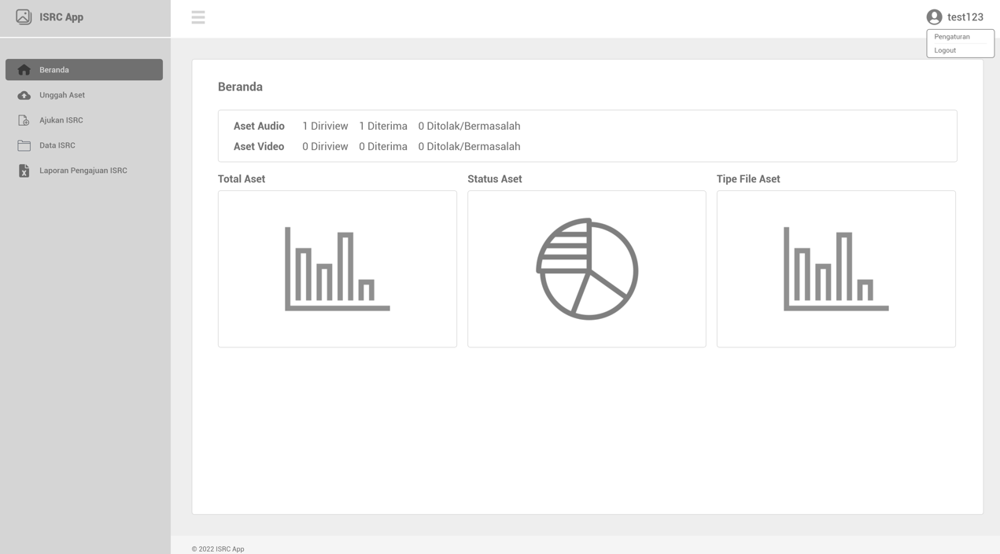 ISRC App
test123
Pengaturan
Logout
Beranda
Unggah Aset
Ajukan ISRC
Data ISRC
Laporan Pengajuan ISRC
Beranda
Aset Audio 1 Diriview 1 Diterima 0 Ditolak/Bermasalah
Aset Video 0 Diriview 0 Diterima 0 Ditolak/Bermasalah
Total Aset
Status Aset
Tipe File Aset
X
© 2022 ISRC App